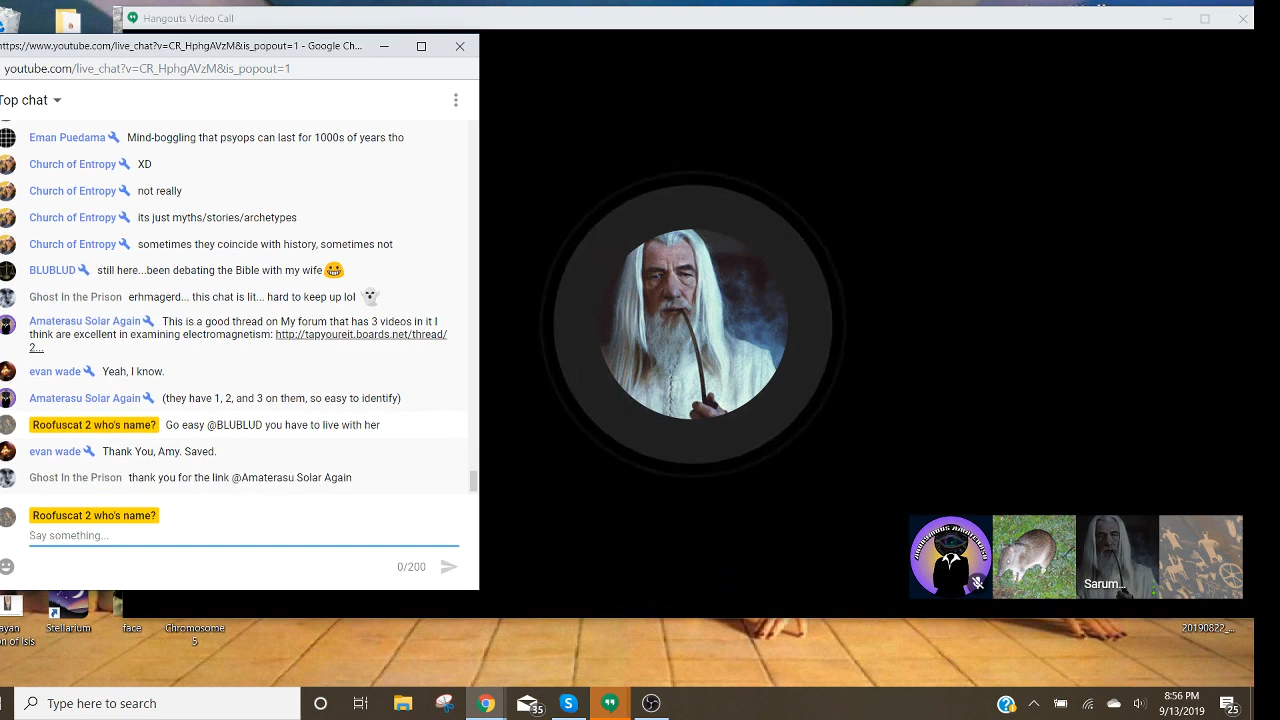 Hangouts Video Call
https://www.youtube.com/live_chat?v=CR_HphgAVzM&is_popout=1 - Google Ch...
youtube.com/live_chat?v=CR_HphgAVzM&is_popout=1
Top chat
Eman Puedama Mind-boggling that psyops can last for 1000s of years tho
Church of Entropy XD
Church of Entropy not really
Church of Entropy its just myths/stories/archetypes
Church of Entropy sometimes they coincide with history, sometimes not
BLUBLUD still here...been debating the Bible with my wife
Ghost In the Prison erhmagerd... this chat is lit... hard to keep up lol
Amaterasu Solar Again This is a good thread on My forum that has 3 videos in it I
think are excellent in examining electromagnetism: http://tapyoureit.boards.net/thread/
2...
evan wade Yeah, I know.
Amaterasu Solar Again (they have 1, 2, and 3 on them, so easy to identify)
Roofuscat 2 who's name? Go easy @BLUBLUD you have to live with her
evan wade Thank You, Amy. Saved.
Ghost In the Prison thank you for the link @Amaterasu Solar Again
Roofuscat 2 who's name?
Say something...
0/200
Sarum...
ayan
on of Isis
Stellarium
face
Chromosome
5
20190822_...
Type here to search
35
8:56 PM
9/13/2019
25